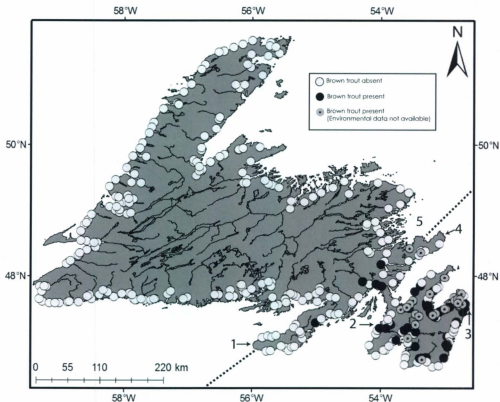 58°W 56°W 54°W
N
Brown trout absent
Brown trout present
Brown trout present
(Environmental data not available)
50°N 50°N
5
4
48°N 48°N
2
1
3
0 55 110 220 km
58°W 56°W 54°W